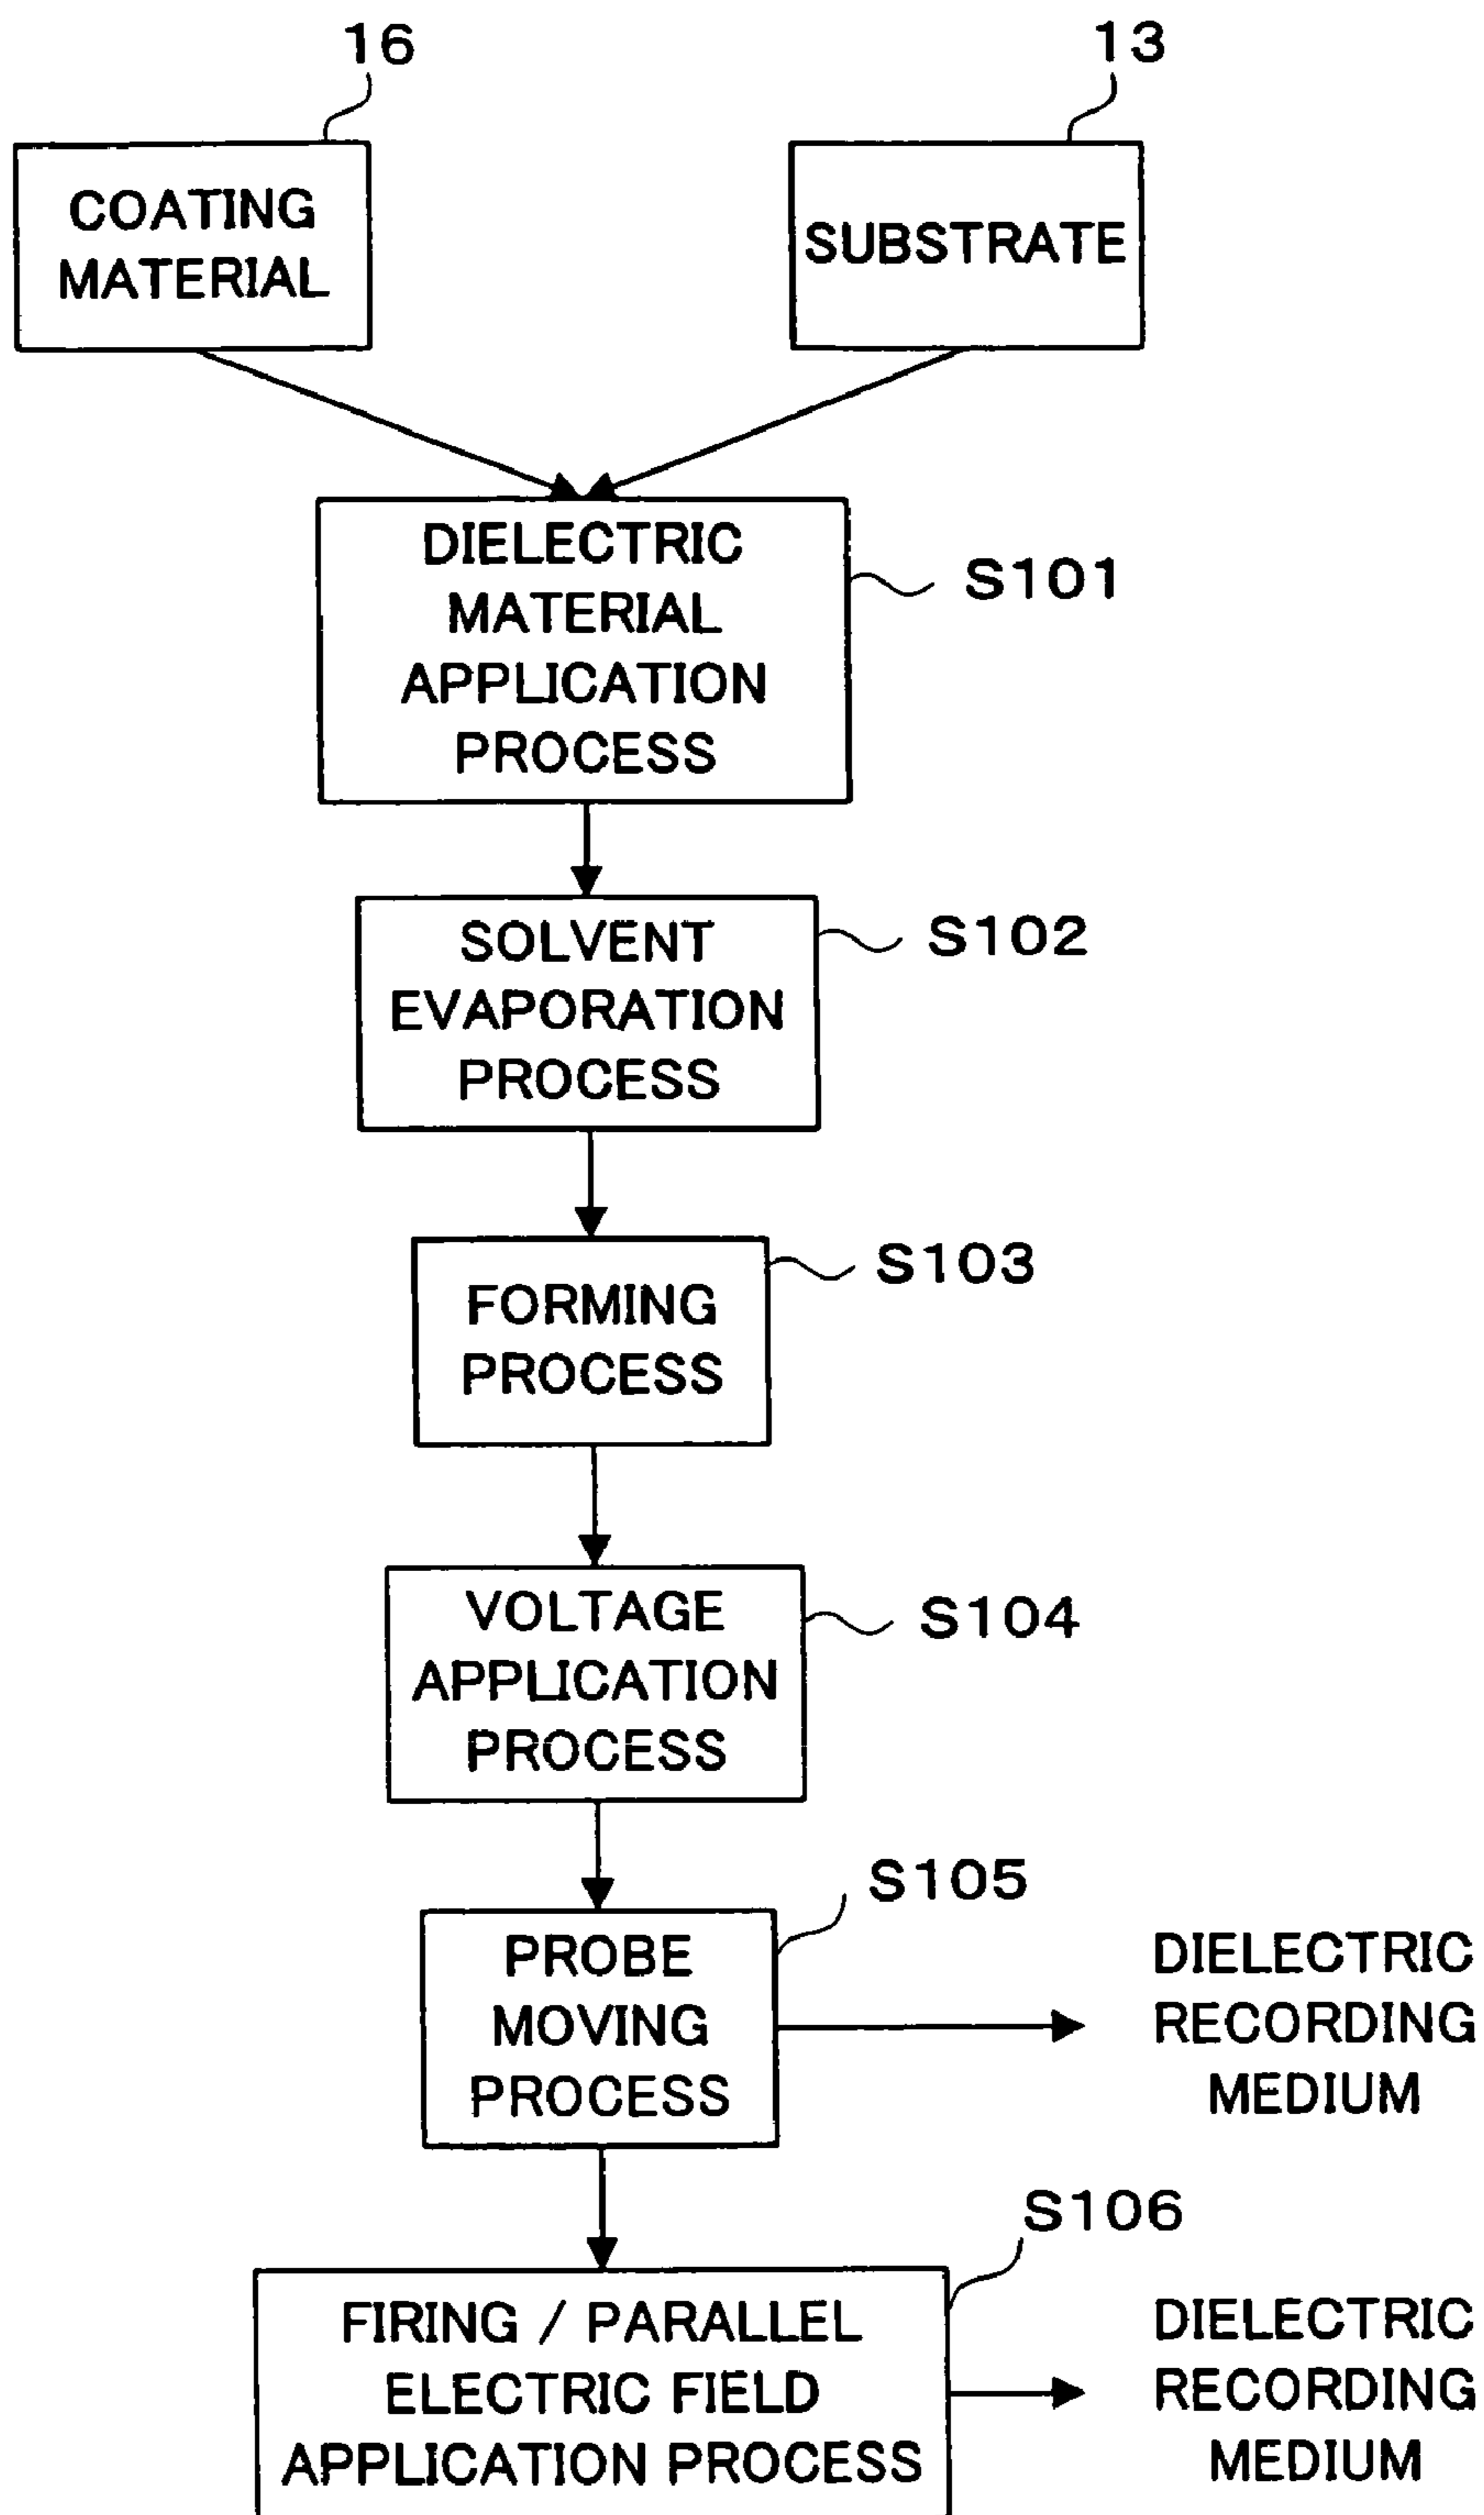 16
13
COATING
MATERIAL
SUBSTRATE
DIELECTRIC
MATERIAL
APPLICATION
PROCESS
S101
SOLVENT
EVAPORATION
PROCESS
S102
FORMING
PROCESS
S103
VOLTAGE
APPLICATION
PROCESS
S104
S105
PROBE
MOVING
PROCESS
DIELECTRIC
RECORDING
MEDIUM
S106
FIRING / PARALLEL
ELECTRIC FIELD
APPLICATION PROCESS
DIELECTRIC
RECORDING
MEDIUM